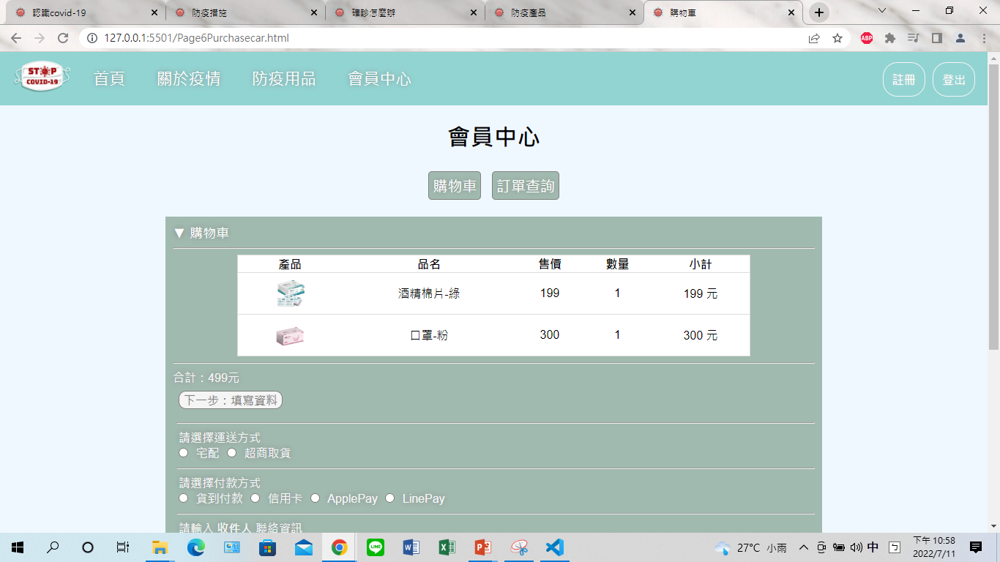 認識covid-19
防疫措施
確診怎麼辦
防疫產品
購物車
127.0.0.1:5501/Page6Purchasecar.html
ABP
STOP
COVID-19
首頁
關於疫情
防疫用品
會員中心
註冊
登出
會員中心
購物車
訂單查詢
▼ 購物車
產品 品名 售價 數量 小計
酒精棉片-綠 199 1 199 元
口罩-粉 300 1 300 元
合計：499元
下一步：填寫資料
請選擇運送方式
宅配 超商取貨
請選擇付款方式
貨到付款 信用卡 ApplePay LinePay
請輸入 收件人 聯絡資訊
27°C 小雨
中
下午 10:58
2022/7/11